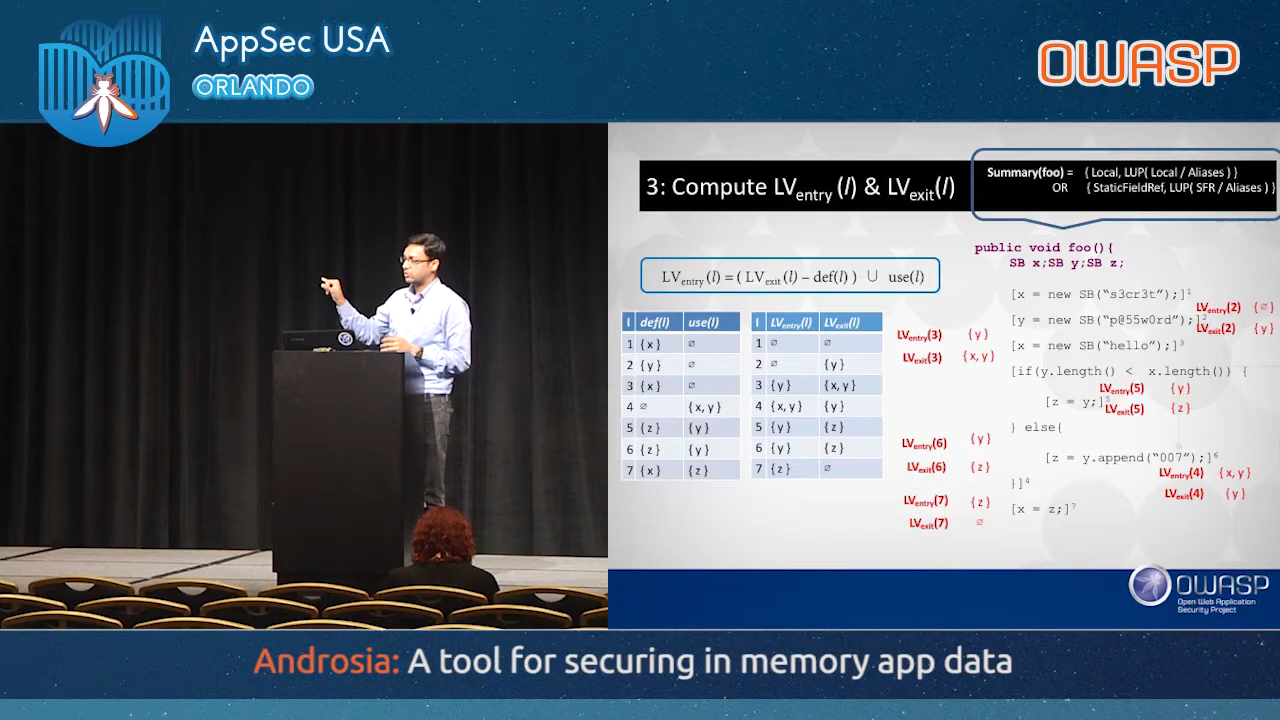 AppSec USA
ORLANDO
OWASP
3: Compute LVentry (l) & LVexit(l)
Summary(foo) = { Local, LUP( Local / Aliases ) }
OR { StaticFieldRef, LUP( SFR / Aliases ) }
LVentry (l) = ( LVexit (l) – def(l) ) ∪ use(l)
l def(l) use(l)
1 { x } ∅
2 { y } ∅
3 { x } ∅
4 ∅ { x, y }
5 { z } { y }
6 { z } { y }
7 { x } { z }
l LVentry(l) LVexit(l)
1 ∅ ∅
2 ∅ { y }
3 { y } { x, y }
4 { x, y } { y }
5 { y } { z }
6 { y } { z }
7 { z } ∅
public void foo(){
SB x;SB y;SB z;
[x = new SB(“s3cr3t”);]1
LVentry(2) { ∅ }
[y = new SB(“p@55w0rd”);]2
LVexit(2) { y }
LVentry(3) { y }
[x = new SB(“hello”);]3
LVexit(3) { x, y }
[if(y.length() < x.length()) {
LVentry(5) { y }
[z = y;]5
LVexit(5) { z }
} else{
LVentry(6) { y }
[z = y.append(“007”);]6
LVexit(6) { z }
LVentry(4) { x, y }
}]4
LVexit(4) { y }
LVentry(7) { z }
[x = z;]7
LVexit(7) ∅
OWASP
Open Web Application
Security Project
Androsia: A tool for securing in memory app data